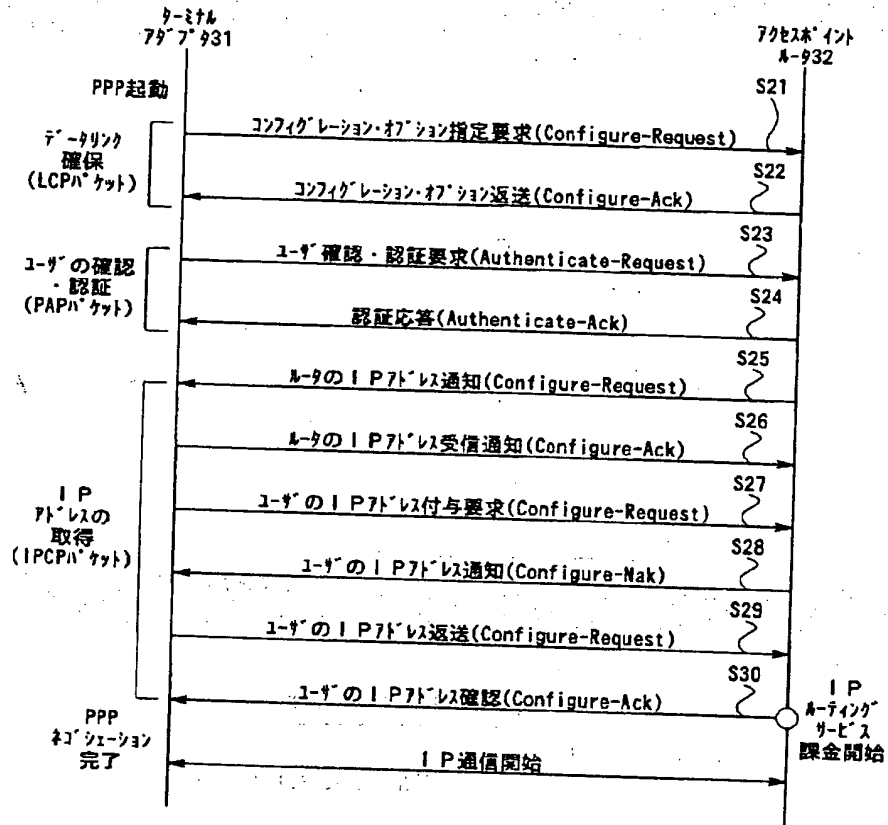 ﾀｰﾐﾅﾙ
ｱﾀﾞﾌﾟﾀ31
ｱｸｾｽﾎﾟｲﾝﾄ
ﾙｰﾀ32
PPP起動
S21
ｺﾝﾌｨｸﾞﾚｰｼｮﾝ・ｵﾌﾟｼｮﾝ指定要求(Configure-Request)
ﾃﾞｰﾀﾘﾝｸ
確保
(LCPﾊﾟｹｯﾄ)
S22
ｺﾝﾌｨｸﾞﾚｰｼｮﾝ・ｵﾌﾟｼｮﾝ返送(Configure-Ack)
S23
ﾕｰｻﾞ確認・認証要求(Authenticate-Request)
ﾕｰｻﾞの確認
・認証
(PAPﾊﾟｹｯﾄ)
S24
認証応答(Authenticate-Ack)
S25
ﾙｰﾀのＩＰｱﾄﾞﾚｽ通知(Configure-Request)
S26
ﾙｰﾀのＩＰｱﾄﾞﾚｽ受信通知(Configure-Ack)
ＩＰ
ｱﾄﾞﾚｽの
取得
(IPCPﾊﾟｹｯﾄ)
S27
ﾕｰｻﾞのＩＰｱﾄﾞﾚｽ付与要求(Configure-Request)
S28
ﾕｰｻﾞのＩＰｱﾄﾞﾚｽ通知(Configure-Nak)
S29
ﾕｰｻﾞのＩＰｱﾄﾞﾚｽ返送(Configure-Request)
S30
ﾕｰｻﾞのＩＰｱﾄﾞﾚｽ確認(Configure-Ack)
ＩＰ
ﾙｰﾃｨﾝｸﾞ
ｻｰﾋﾞｽ
課金開始
PPP
ﾈｺﾞｼｪｰｼｮﾝ
完了
ＩＰ通信開始